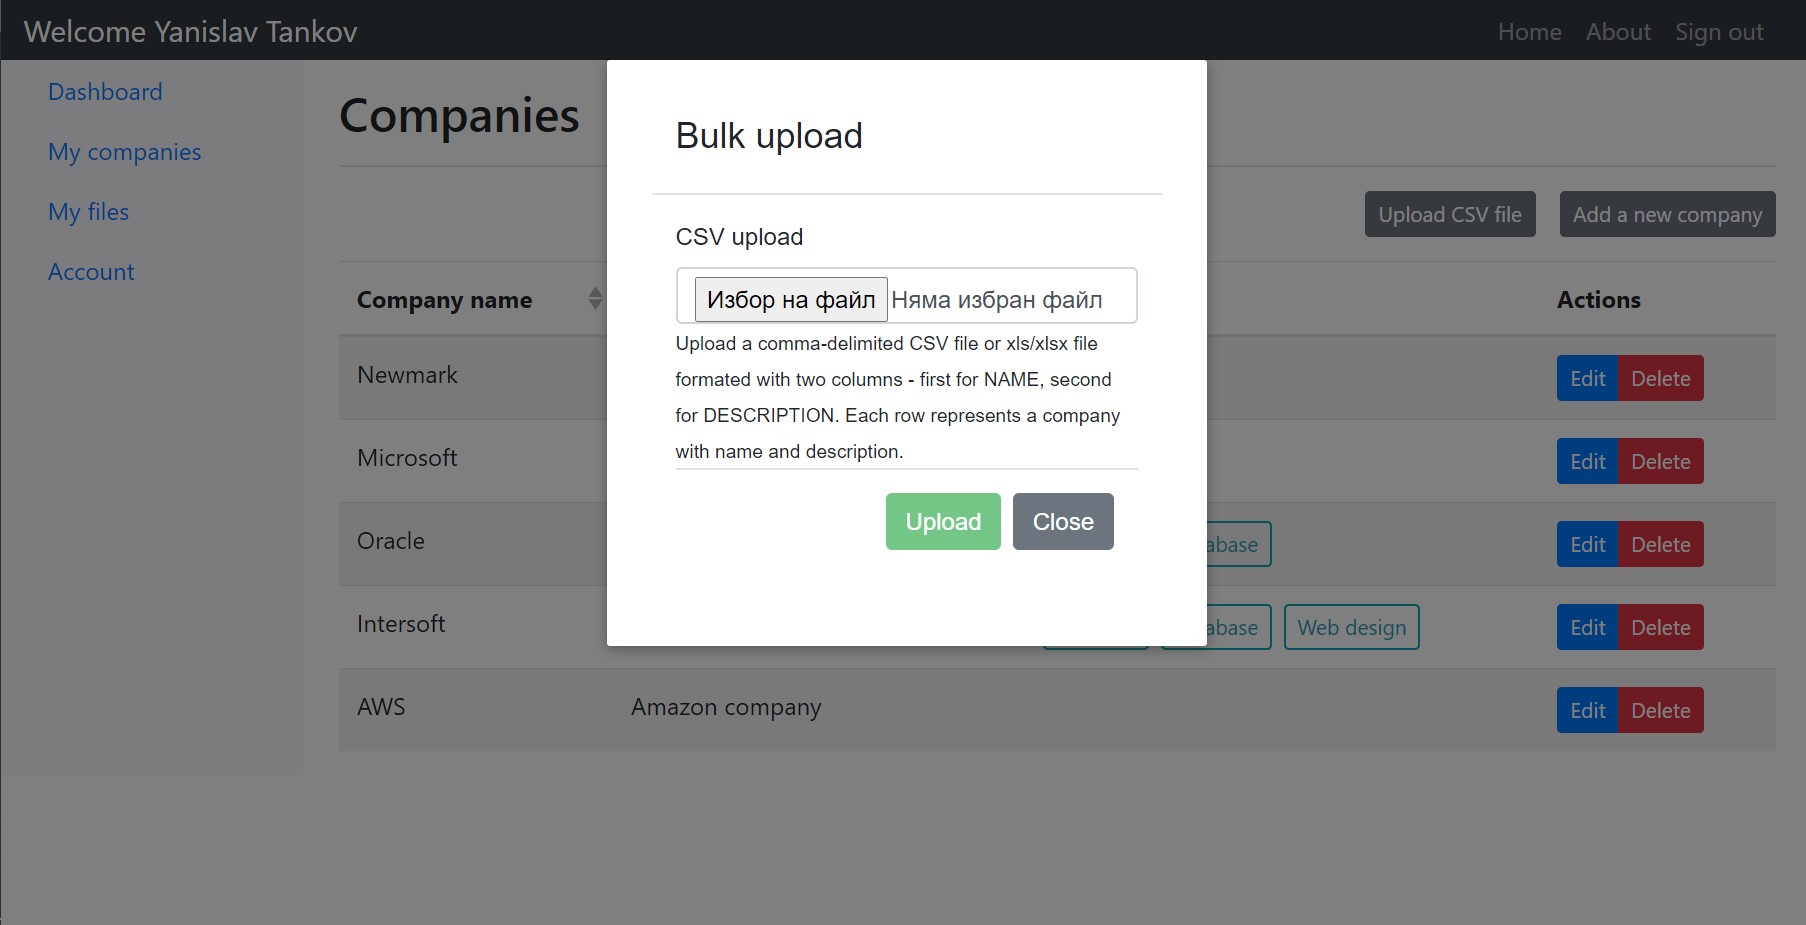 Welcome Yanislav Tankov
Home About Sign out
Dashboard
My companies
My files
Account
Companies
Upload CSV file Add a new company
Company name Actions
Newmark Edit Delete
Microsoft Edit Delete
Oracle Edit Delete
Intersoft Web design Edit Delete
AWS Amazon company Edit Delete
Bulk upload
CSV upload
Избор на файл Няма избран файл
Upload a comma-delimited CSV file or xls/xlsx file
formated with two columns - first for NAME, second
for DESCRIPTION. Each row represents a company
with name and description.
Upload Close